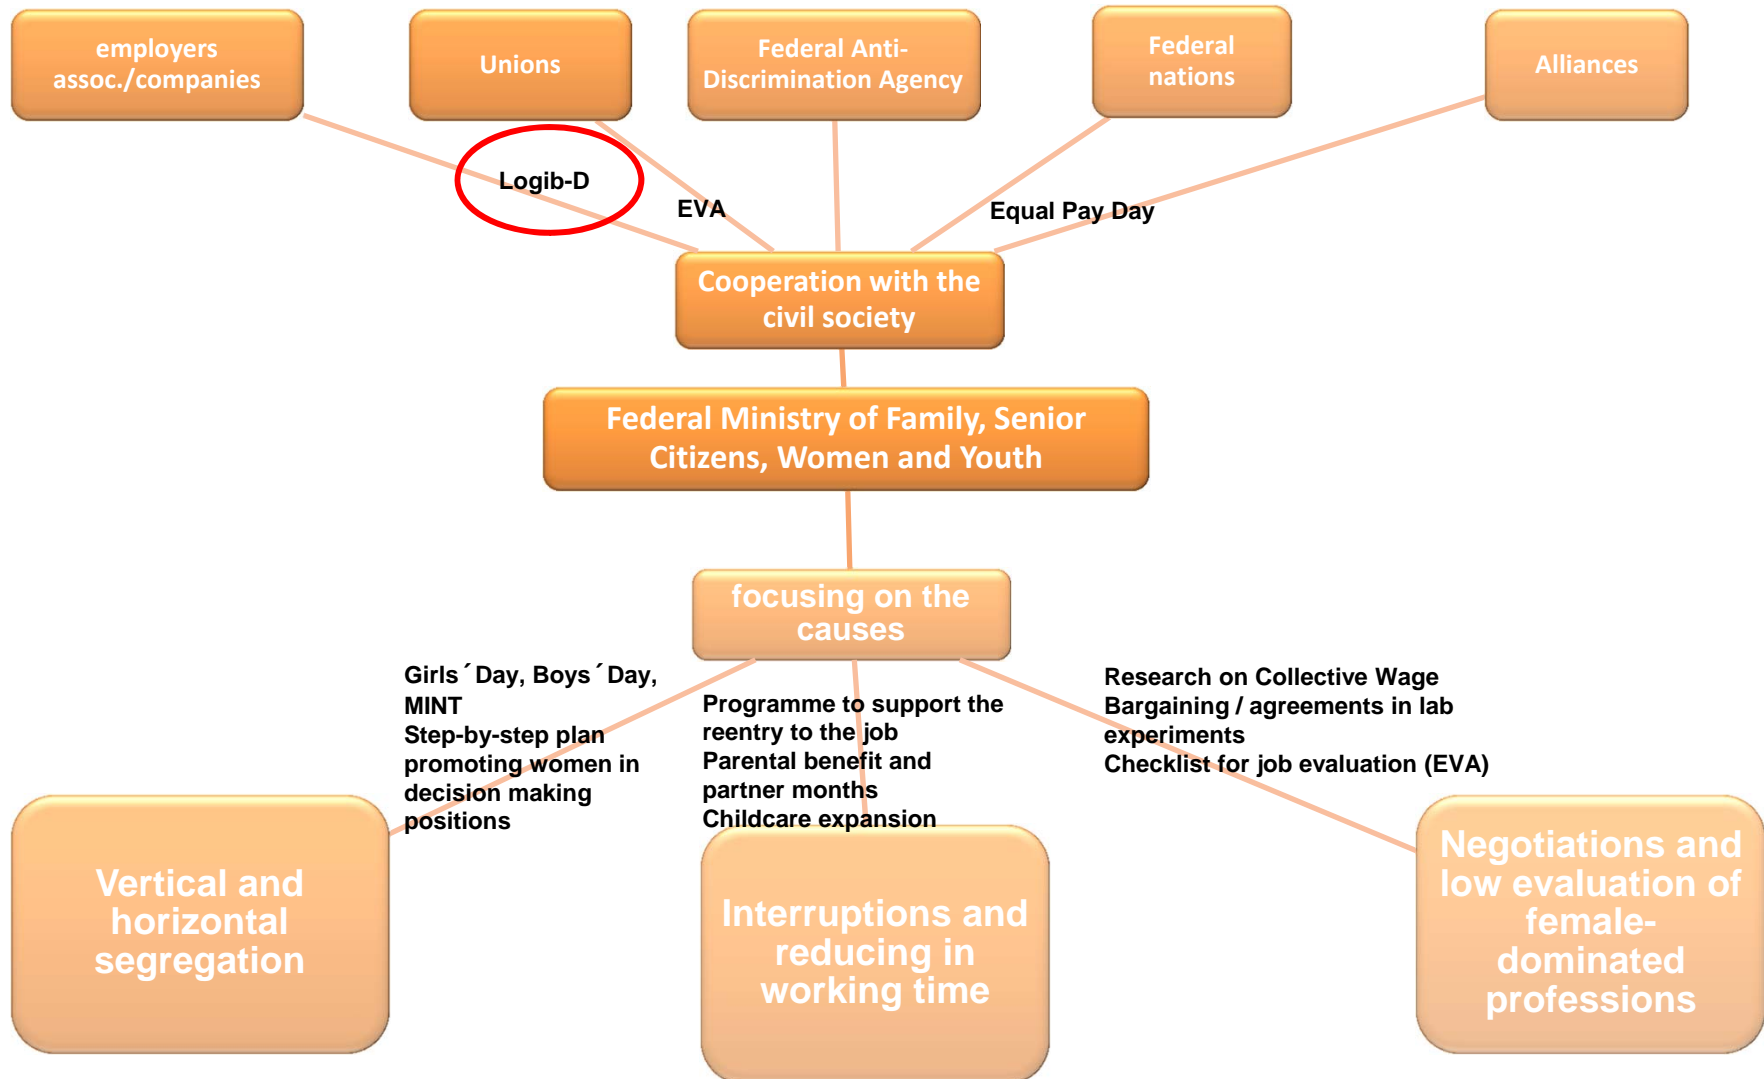 employers
assoc./companies
Unions
Federal Anti-
Discrimination Agency
Federal
nations
Alliances
Logib-D
EVA
Equal Pay Day
Cooperation with the
civil society
Federal Ministry of Family, Senior
Citizens, Women and Youth
focusing on the
causes
Girls´Day, Boys´Day,
MINT
Step-by-step plan
promoting women in
decision making
positions
Programme to support the
reentry to the job
Parental benefit and
partner months
Childcare expansion
Research on Collective Wage
Bargaining / agreements in lab
experiments
Checklist for job evaluation (EVA)
Vertical and
horizontal
segregation
Interruptions and
reducing in
working time
Negotiations and
low evaluation of
female-
dominated
professions